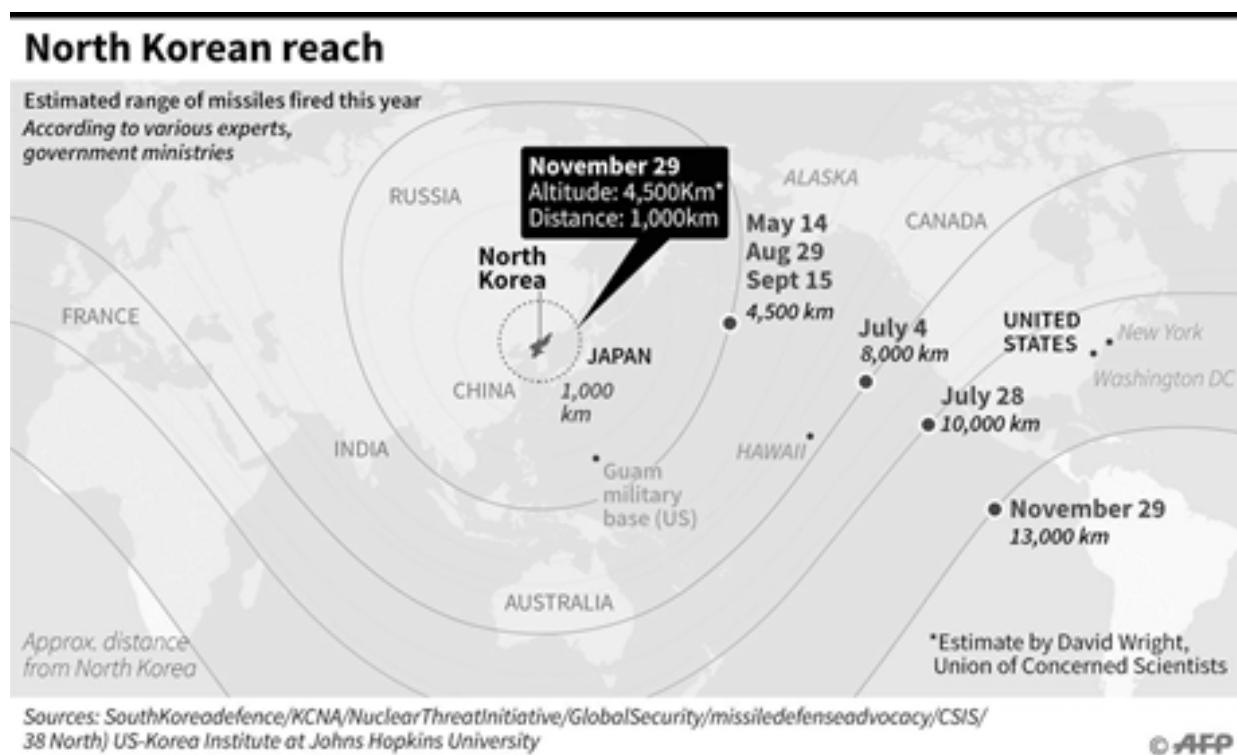 North Korean reach
Estimated range of missiles fired this year
According to various experts,
government ministries
November 29
Altitude: 4,500Km*
Distance: 1,000km
RUSSIA
ALASKA
CANADA
May 14
Aug 29
Sept 15
4,500 km
North
Korea
FRANCE
July 4
8,000 km
UNITED
STATES
New York
Washington DC
JAPAN
CHINA
1,000
km
July 28
10,000 km
INDIA
HAWAII
Guam
military
base (US)
November 29
13,000 km
AUSTRALIA
Approx. distance
from North Korea
*Estimate by David Wright,
Union of Concerned Scientists
Sources: SouthKoreadefence/KCNA/NuclearThreatInitiative/GlobalSecurity/missiledefenseadvocacy/CSIS/
38 North) US-Korea Institute at Johns Hopkins University
© AFP